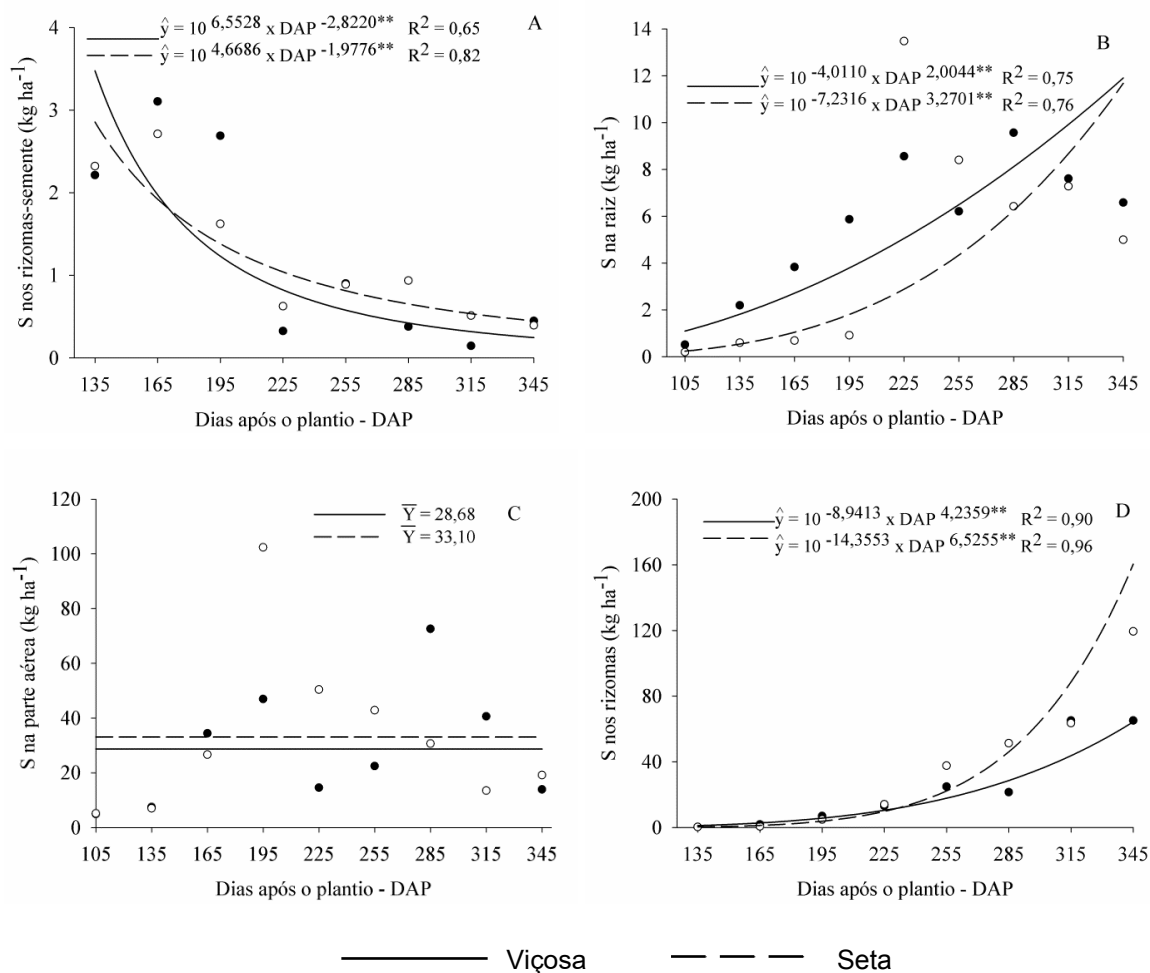 A
ŷ = 10 6,5528 x DAP -2,8220** R2 = 0,65
ŷ = 10 4,6686 x DAP -1,9776** R2 = 0,82
S nos rizomas-semente (kg ha-1)
4
3
2
1
0
135 165 195 225 255 285 315 345
Dias após o plantio - DAP
B
ŷ = 10 -4,0110 x DAP 2,0044** R2 = 0,75
ŷ = 10 -7,2316 x DAP 3,2701** R2 = 0,76
S na raiz (kg ha-1)
14
12
10
8
6
4
2
0
105 135 165 195 225 255 285 315 345
Dias após o plantio - DAP
C
Y = 28,68
Y = 33,10
S na parte aérea (kg ha-1)
120
100
80
60
40
20
0
105 135 165 195 225 255 285 315 345
Dias após o plantio - DAP
D
ŷ = 10 -8,9413 x DAP 4,2359** R2 = 0,90
ŷ = 10 -14,3553 x DAP 6,5255** R2 = 0,96
S nos rizomas (kg ha-1)
200
160
120
80
40
0
135 165 195 225 255 285 315 345
Dias após o plantio - DAP
Viçosa Seta